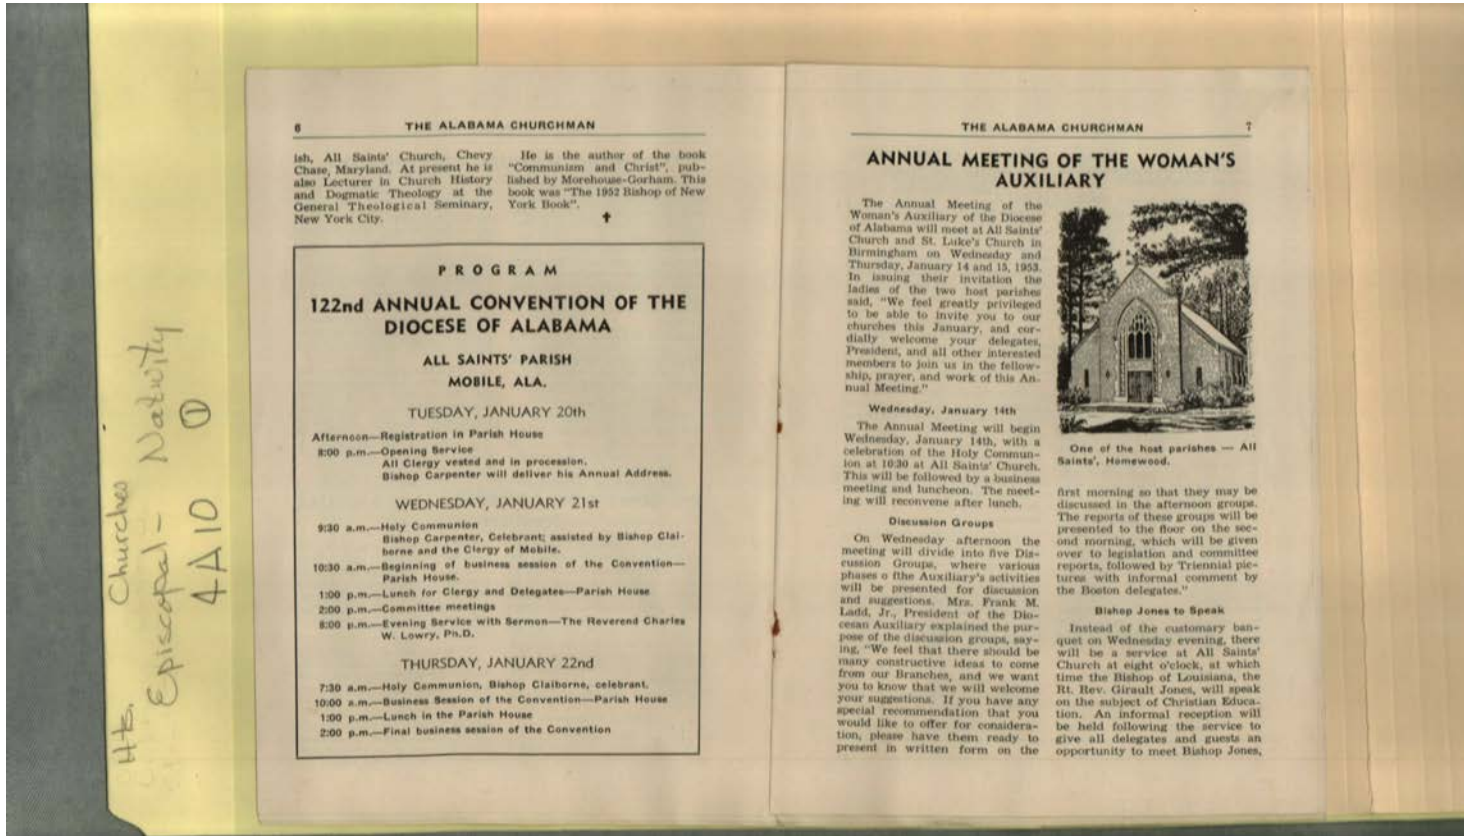 Hts. Churches
Episcopal - Nativity
4A10 ①
6 THE ALABAMA CHURCHMAN
ish, All Saints' Church, Chevy
Chase, Maryland. At present he is
also Lecturer in Church History
and Dogmatic Theology at the
General Theological Seminary,
New York City.
He is the author of the book
"Communism and Christ", pub-
lished by Morehouse-Gorham. This
book was "The 1952 Bishop of New
York Book".
PROGRAM
122nd ANNUAL CONVENTION OF THE
DIOCESE OF ALABAMA
ALL SAINTS' PARISH
MOBILE, ALA.
TUESDAY, JANUARY 20th
Afternoon—Registration in Parish House
8:00 p.m.—Opening Service
All Clergy vested and in procession.
Bishop Carpenter will deliver his Annual Address.
WEDNESDAY, JANUARY 21st
9:30 a.m.—Holy Communion
Bishop Carpenter, Celebrant; assisted by Bishop Clai-
borne and the Clergy of Mobile.
10:30 a.m.—Beginning of business session of the Convention—
Parish House.
1:00 p.m.—Lunch for Clergy and Delegates—Parish House
2:00 p.m.—Committee meetings
8:00 p.m.—Evening Service with Sermon—The Reverend Charles
W. Lowry, Ph.D.
THURSDAY, JANUARY 22nd
7:30 a.m.—Holy Communion, Bishop Claiborne, celebrant.
10:00 a.m.—Business Session of the Convention—Parish House
1:00 p.m.—Lunch in the Parish House
2:00 p.m.—Final business session of the Convention
THE ALABAMA CHURCHMAN 7
ANNUAL MEETING OF THE WOMAN'S
AUXILIARY
The Annual Meeting of the
Woman's Auxiliary of the Diocese
of Alabama will meet at All Saints'
Church and St. Luke's Church in
Birmingham on Wednesday and
Thursday, January 14 and 15, 1953.
In issuing their invitation the
ladies of the two host parishes
said, "We feel greatly privileged
to be able to invite you to our
churches this January, and cor-
dially welcome your delegates,
President, and all other interested
members to join us in the fellow-
ship, prayer, and work of this An-
nual Meeting."
Wednesday, January 14th
The Annual Meeting will begin
Wednesday, January 14th, with a
celebration of the Holy Commun-
ion at 10:30 at All Saints' Church.
This will be followed by a business
meeting and luncheon. The meet-
ing will reconvene after lunch.
Discussion Groups
On Wednesday afternoon the
meeting will divide into five Dis-
cussion Groups, where various
phases o fthe Auxiliary's activities
will be presented for discussion
and suggestions. Mrs. Frank M.
Ladd, Jr., President of the Dio-
cesan Auxiliary explained the pur-
pose of the discussion groups, say-
ing, "We feel that there should be
many constructive ideas to come
from our Branches, and we want
you to know that we will welcome
your suggestions. If you have any
special recommendation that you
would like to offer for considera-
tion, please have them ready to
present in written form on the
One of the host parishes — All
Saints', Homewood.
first morning so that they may be
discussed in the afternoon groups.
The reports of these groups will be
presented to the floor on the sec-
ond morning, which will be given
over to legislation and committee
reports, followed by Triennial pic-
tures with informal comment by
the Boston delegates."
Bishop Jones to Speak
Instead of the customary ban-
quet on Wednesday evening, there
will be a service at All Saints'
Church at eight o'clock, at which
time the Bishop of Louisiana, the
Rt. Rev. Girault Jones, will speak
on the subject of Christian Educa-
tion. An informal reception will
be held following the service to
give all delegates and guests an
opportunity to meet Bishop Jones,